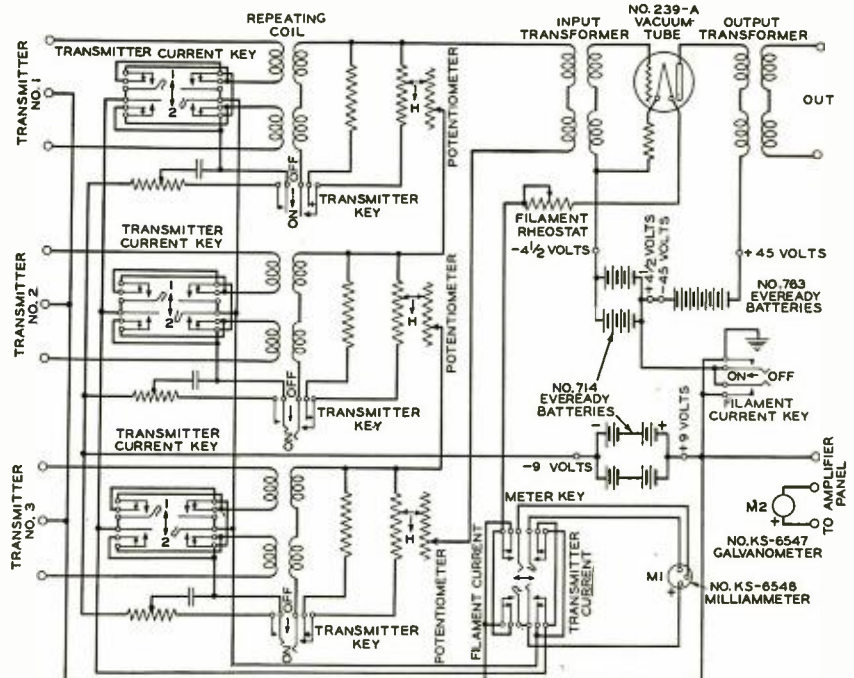 REPEATING
COIL
INPUT
TRANSFORMER
NO. 239-A
VACUUM-
TUBE
OUTPUT
TRANSFORMER
TRANSMITTER CURRENT KEY
TRANSMITTER
NO. 1
1
2
H
POTENTIOMETER
OUT
OFF
ON
TRANSMITTER
KEY
FILAMENT
RHEOSTAT
-4 1/2 VOLTS
+4 1/2 VOLTS
-45 VOLTS
+45 VOLTS
NO. 763
EVEREADY
BATTERIES
TRANSMITTER
CURRENT KEY
TRANSMITTER
NO. 2
1
2
H
POTENTIOMETER
OFF
ON
TRANSMITTER
KEY
NO. 714
EVEREADY
BATTERIES
ON OFF
FILAMENT
CURRENT KEY
TRANSMITTER
CURRENT KEY
- +
-9 VOLTS
+9 VOLTS
TRANSMITTER
NO. 3
1
2
H
POTENTIOMETER
OFF
ON
TRANSMITTER
KEY
METER KEY
FILAMENT CURRENT
TRANSMITTER
CURRENT
M1
+
NO. KS-6548
MILLIAMMETER
M2
+
NO. KS-6547
GALVANOMETER
TO AMPLIFIER
PANEL